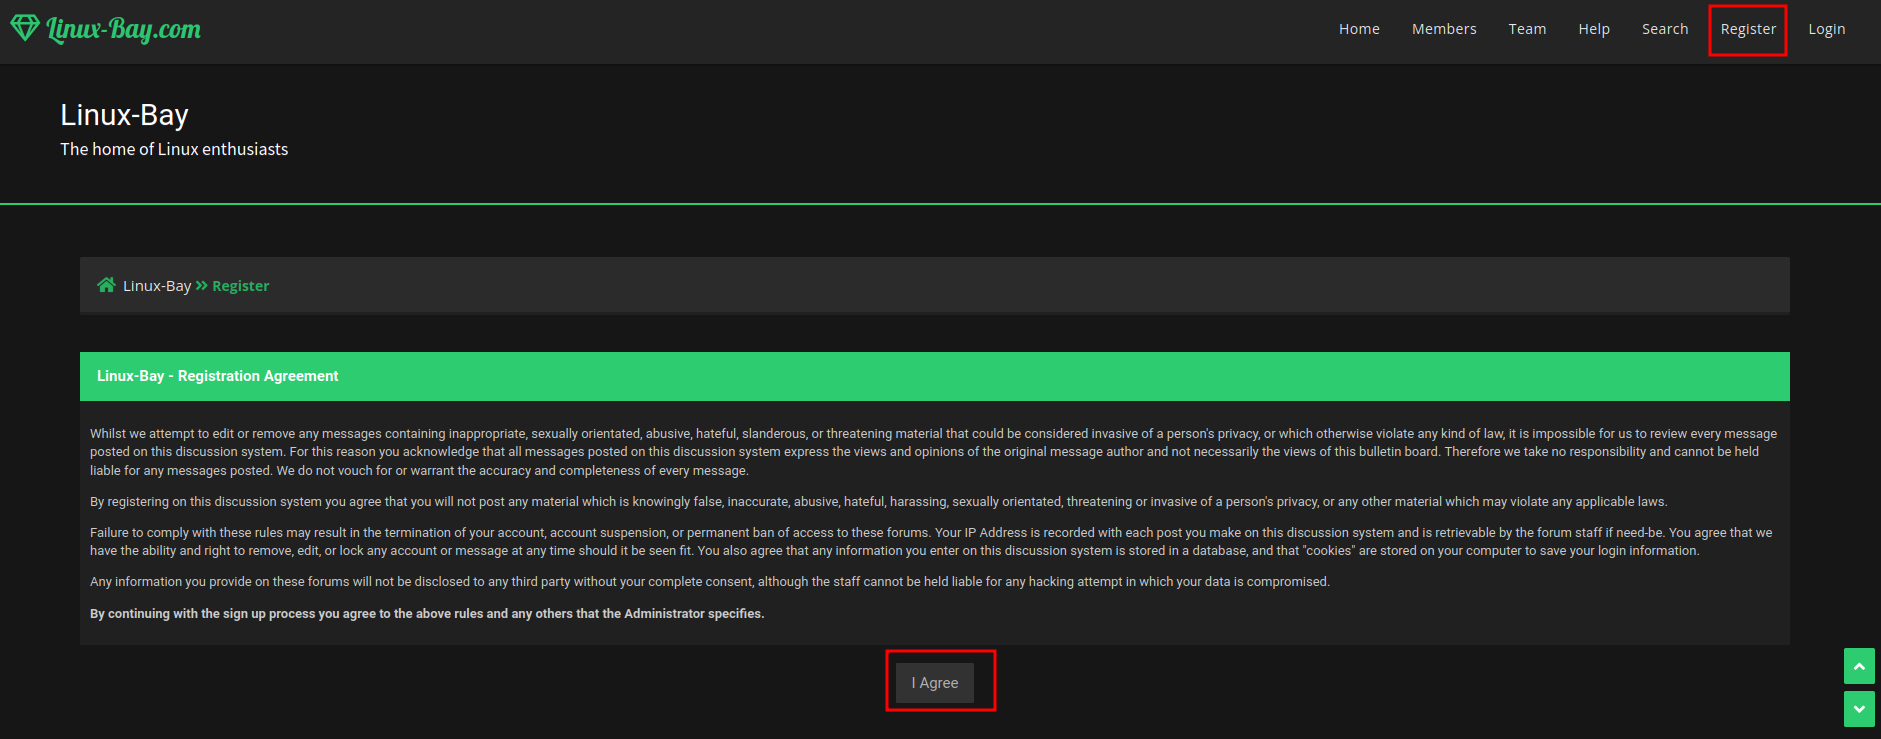 Linux-Bay.com
Home Members Team Help Search Register Login
Linux-Bay
The home of Linux enthusiasts
Linux-Bay » Register
Linux-Bay - Registration Agreement
Whilst we attempt to edit or remove any messages containing inappropriate, sexually orientated, abusive, hateful, slanderous, or threatening material that could be considered invasive of a person's privacy, or which otherwise violate any kind of law, it is impossible for us to review every message
posted on this discussion system. For this reason you acknowledge that all messages posted on this discussion system express the views and opinions of the original message author and not necessarily the views of this bulletin board. Therefore we take no responsibility and cannot be held
liable for any messages posted. We do not vouch for or warrant the accuracy and completeness of every message.
By registering on this discussion system you agree that you will not post any material which is knowingly false, inaccurate, abusive, hateful, harassing, sexually orientated, threatening or invasive of a person's privacy, or any other material which may violate any applicable laws.
Failure to comply with these rules may result in the termination of your account, account suspension, or permanent ban of access to these forums. Your IP Address is recorded with each post you make on this discussion system and is retrievable by the forum staff if need-be. You agree that we
have the ability and right to remove, edit, or lock any account or message at any time should it be seen fit. You also agree that any information you enter on this discussion system is stored in a database, and that "cookies" are stored on your computer to save your login information.
Any information you provide on these forums will not be disclosed to any third party without your complete consent, although the staff cannot be held liable for any hacking attempt in which your data is compromised.
By continuing with the sign up process you agree to the above rules and any others that the Administrator specifies.
I Agree